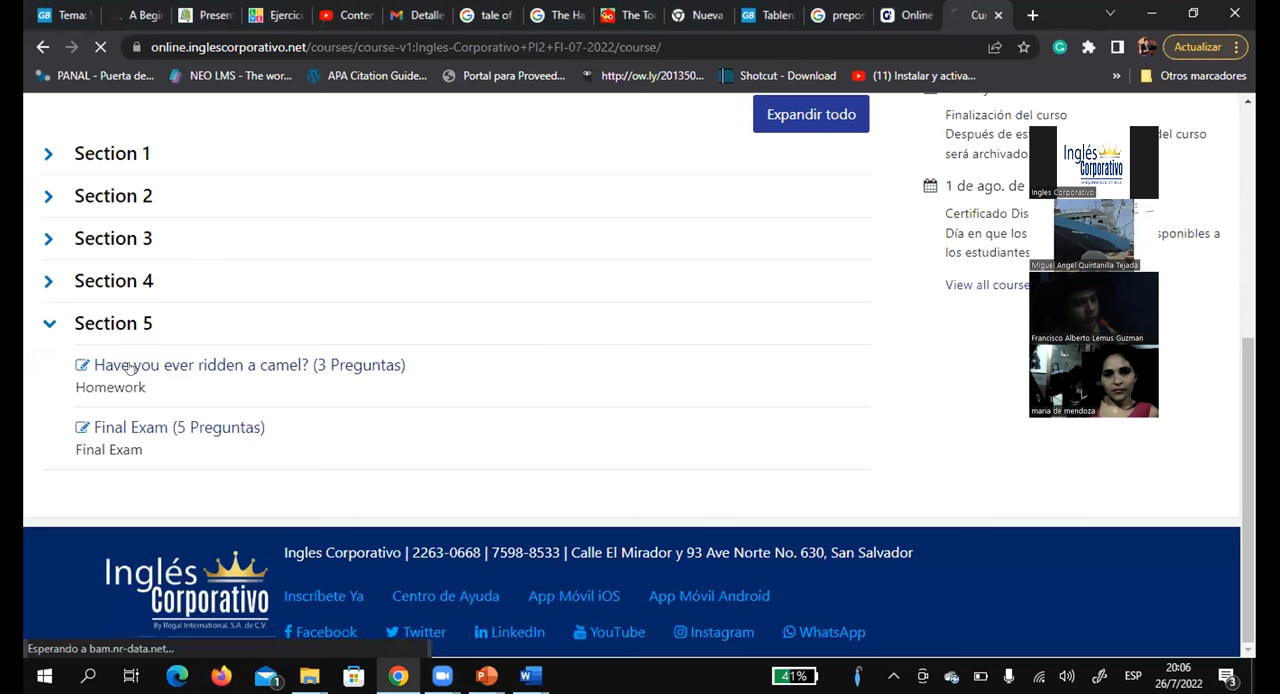 Tema:
A Begi
Presen
Ejercic
Conter
Detalle
tale of
The Ha
The To
Nueva
Tablen
prepos
Online
Cur
online.inglescorporativo.net/courses/course-v1:Ingles-Corporativo+PI2+FI-07-2022/course/
Actualizar
PANAL - Puerta de...
NEO LMS - The wor...
APA Citation Guide...
Portal para Proveed...
http://ow.ly/201350...
Shotcut - Download
(11) Instalar y activa...
»
Otros marcadores
Expandir todo
Section 1
Section 2
Section 3
Section 4
Section 5
Have you ever ridden a camel? (3 Preguntas)
Homework
Final Exam (5 Preguntas)
Final Exam
Finalización del curso
Después de es
del curso
será archivado.
1 de ago. de
Certificado Dis
Día en que los
sponibles a
los estudiantes
View all course
Inglés
Corporativo
Ingles Corporativo
Miguel Angel Quintanilla Tejada
Francisco Alberto Lemus Guzman
maria de mendoza
Inglés
Corporativo
By Regal International, S.A. de C.V.
Ingles Corporativo | 2263-0668 | 7598-8533 | Calle El Mirador y 93 Ave Norte No. 630, San Salvador
Inscríbete Ya
Centro de Ayuda
App Móvil iOS
App Móvil Android
Facebook
Twitter
LinkedIn
YouTube
Instagram
WhatsApp
Esperando a bam.nr-data.net...
41%
ESP
20:06
26/7/2022